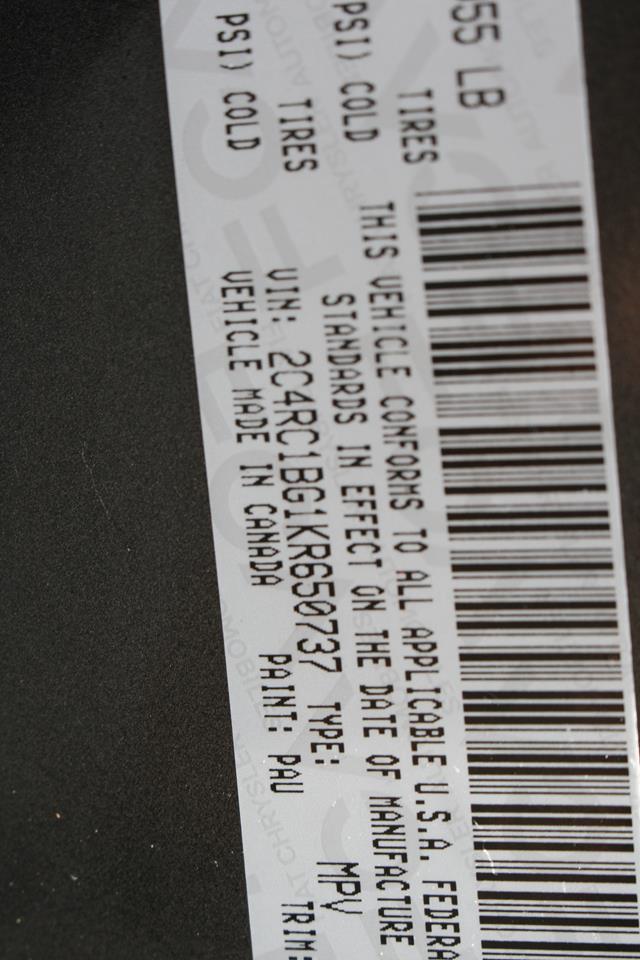 55 LB
TIRES
PSI) COLD
TIRES
PSI) COLD
THIS VEHICLE CONFORMS TO ALL APPLICABLE U.S.A. FEDERA
STANDARDS IN EFFECT ON THE DATE OF MANUFACTURE
VIN: 2C4RC1BG1KR650737 TYPE: MPV
VEHICLE MADE IN CANADA PAINT: PAU TRIM: